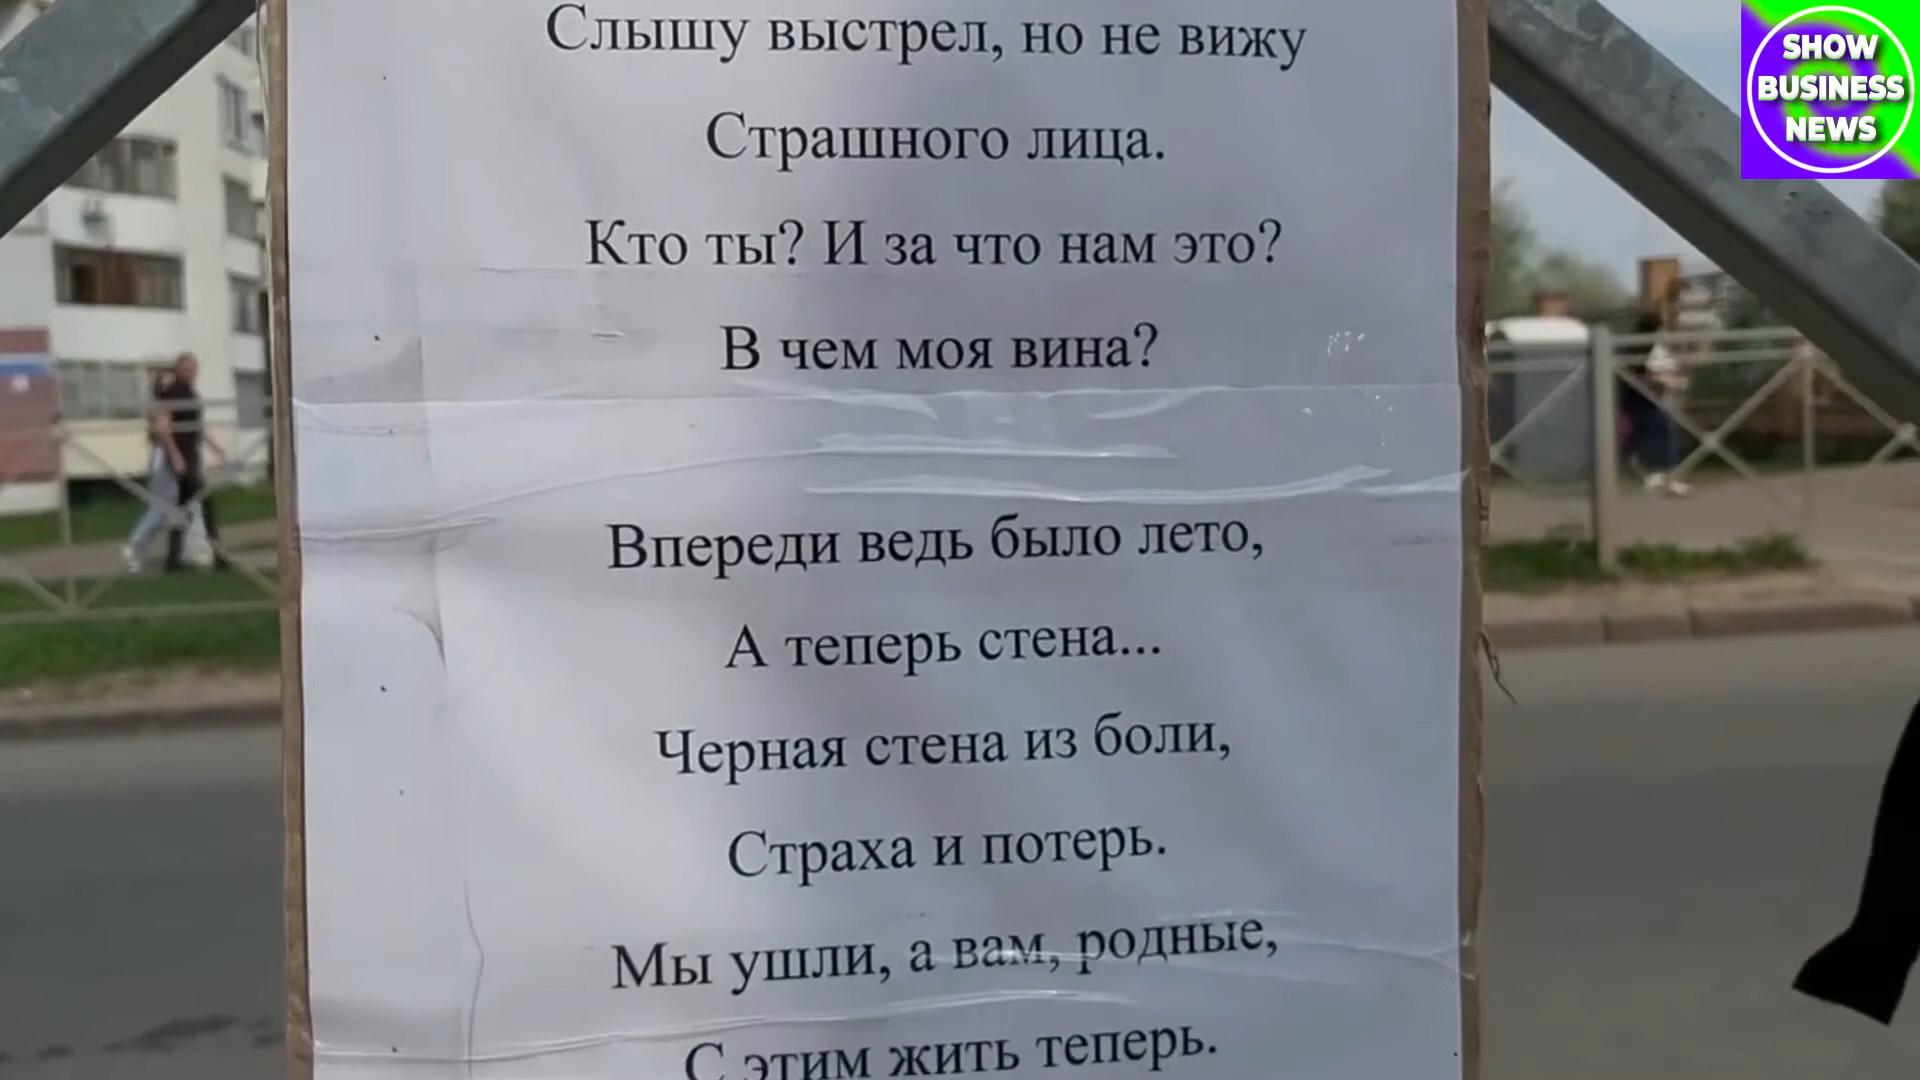 Слышу выстрел, но не вижу
Страшного лица.
Кто ты? И за что нам это?
В чем моя вина?
Впереди ведь было лето,
А теперь стена...
Черная стена из боли,
Страха и потерь.
Мы ушли, а вам, родные,
С этим жить теперь.
SHOW
BUSINESS
NEWS